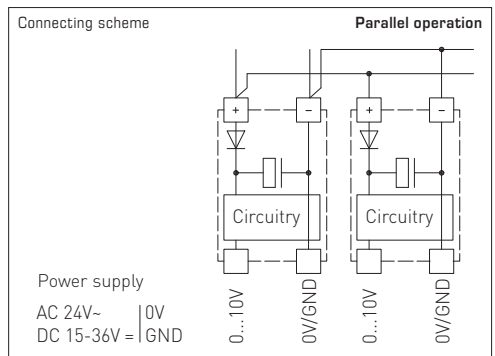 Connecting scheme
Parallel operation
+ − + −
Circuitry Circuitry
Power supply
AC 24V~ 0V
DC 15-36V = GND
0...10V
0V/GND
0...10V
0V/GND